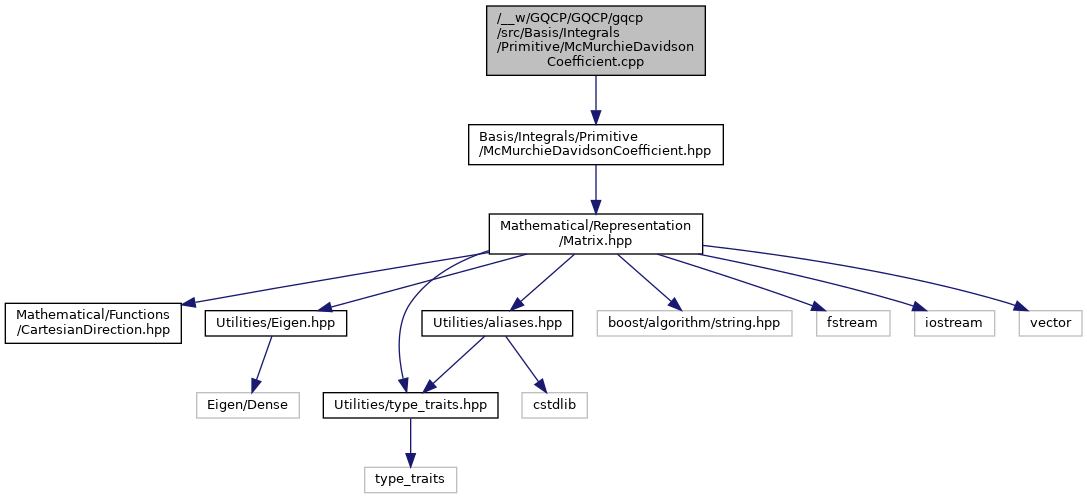 /__w/GQCP/GQCP/gqcp
/src/Basis/Integrals
/Primitive/McMurchieDavidson
Coefficient.cpp
Basis/Integrals/Primitive
/McMurchieDavidsonCoefficient.hpp
Mathematical/Representation
/Matrix.hpp
Mathematical/Functions
/CartesianDirection.hpp
Utilities/Eigen.hpp
Utilities/aliases.hpp
boost/algorithm/string.hpp
fstream
iostream
vector
Eigen/Dense
Utilities/type_traits.hpp
cstdlib
type_traits